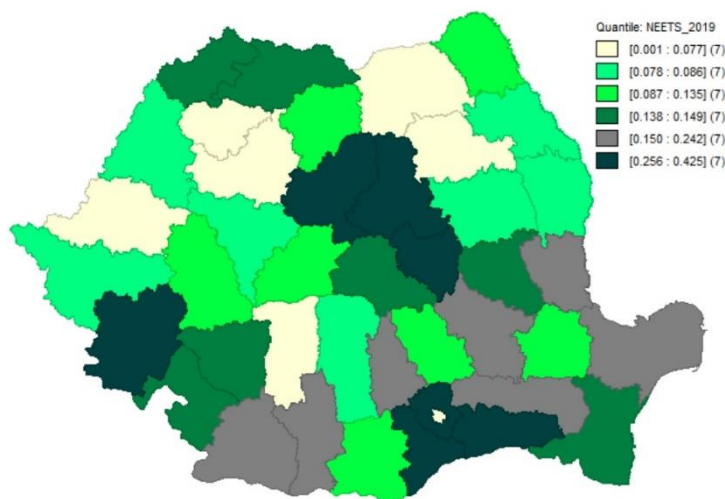 Quantile: NEETS_2019
[0.001 : 0.077] (7)
[0.078 : 0.086] (7)
[0.087 : 0.135] (7)
[0.138 : 0.149] (7)
[0.150 : 0.242] (7)
[0.256 : 0.425] (7)